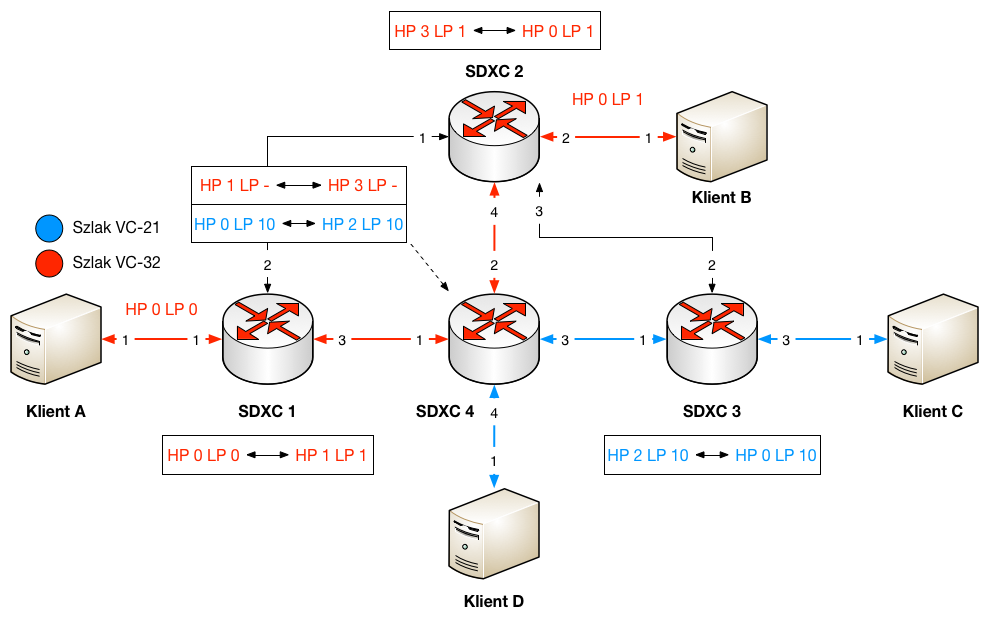 HP 3 LP 1 HP 0 LP 1
SDXC 2
HP 0 LP 1
1
2
1
Klient B
HP 1 LP - HP 3 LP -
HP 0 LP 10 HP 2 LP 10
4
3
Szlak VC-21
Szlak VC-32
2
2
2
HP 0 LP 0
1
1
3
1
3
1
3
1
Klient A
SDXC 1
SDXC 4
4
SDXC 3
Klient C
HP 0 LP 0 HP 1 LP 1
HP 2 LP 10 HP 0 LP 10
1
Klient D